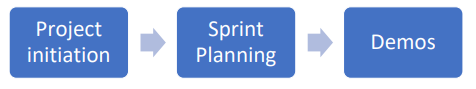 Project
initiation
Sprint
Planning
Demos